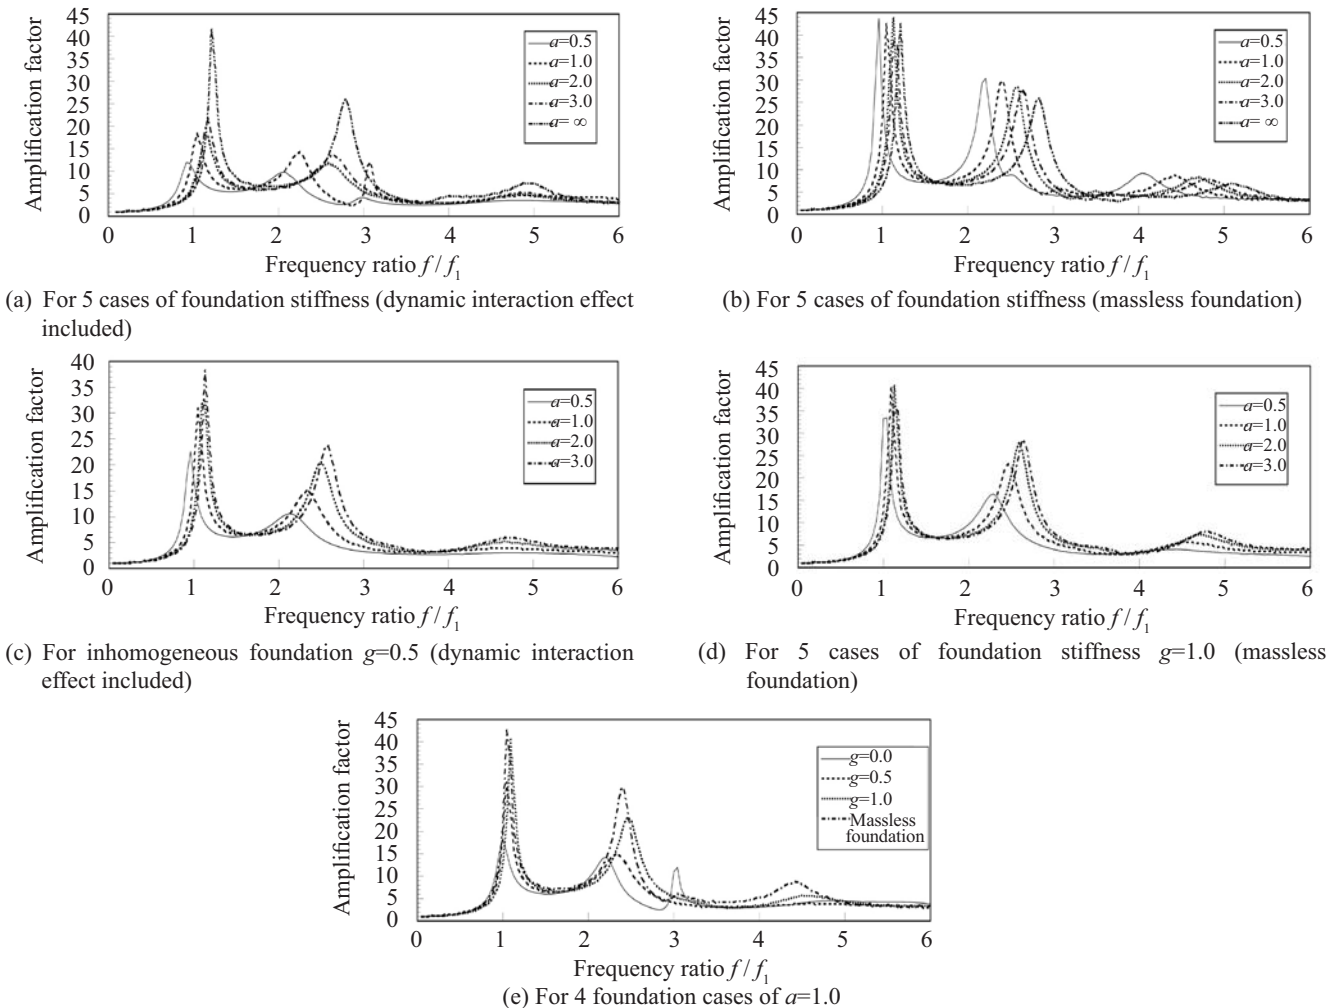 Amplification factor
45
40
35
30
25
20
15
10
5
0
0 1 2 3 4 5 6
a=0.5
a=1.0
a=2.0
a=3.0
a= ∞
Frequency ratio f / f1
(a) For 5 cases of foundation stiffness (dynamic interaction effect
included)
Amplification factor
45
40
35
30
25
20
15
10
5
0
0 1 2 3 4 5 6
a=0.5
a=1.0
a=2.0
a=3.0
a= ∞
Frequency ratio f / f1
(b) For 5 cases of foundation stiffness (massless foundation)
Amplification factor
40
35
30
25
20
15
10
5
0
0 1 2 3 4 5 6
a=0.5
a=1.0
a=2.0
a=3.0
Frequency ratio f / f1
(c) For inhomogeneous foundation g=0.5 (dynamic interaction
effect included)
Amplification factor
45
40
35
30
25
20
15
10
5
0
0 1 2 3 4 5 6
a=0.5
a=1.0
a=2.0
a=3.0
Frequency ratio f / f1
(d) For 5 cases of foundation stiffness g=1.0 (massless
foundation)
Amplification factor
45
40
35
30
25
20
15
10
5
0
0 1 2 3 4 5 6
g=0.0
g=0.5
g=1.0
Massless
foundation
Frequency ratio f / f1
(e) For 4 foundation cases of a=1.0